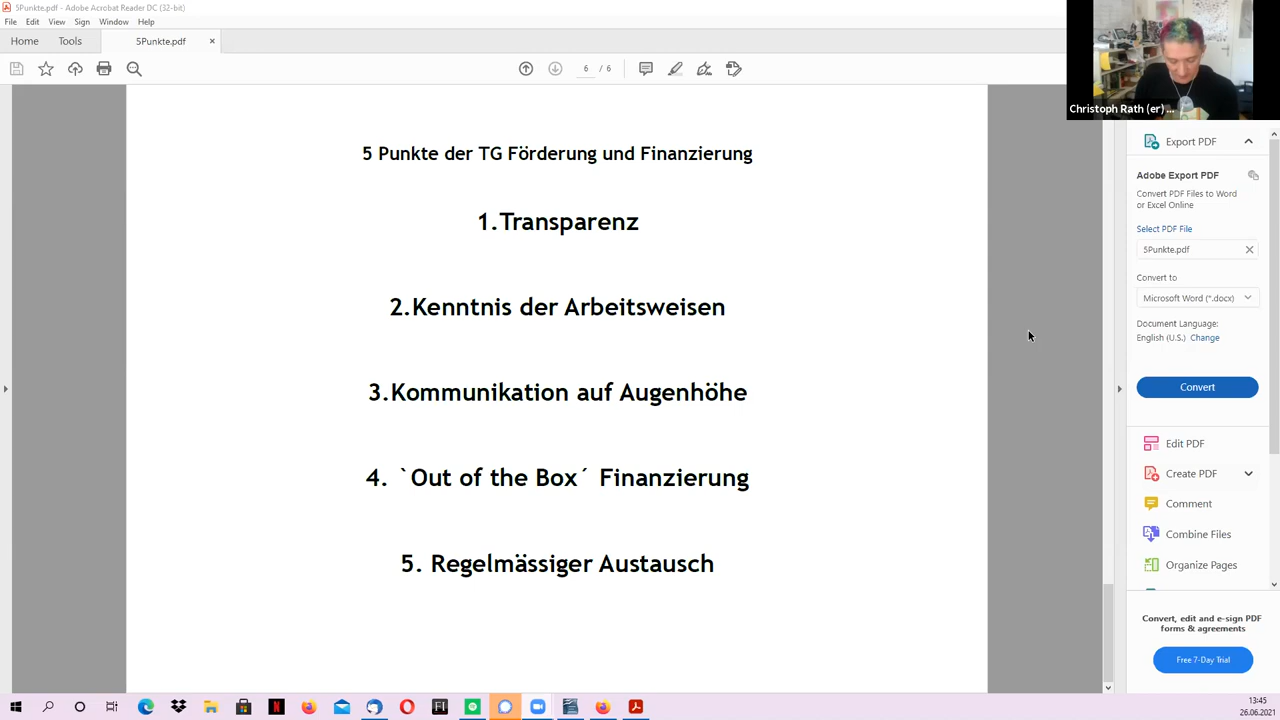 5Punkte.pdf - Adobe Acrobat Reader DC (32-bit)
File Edit View Sign Window Help
Home Tools 5Punkte.pdf ×
6 / 6
Christoph Rath (er) ...
5 Punkte der TG Förderung und Finanzierung
1.Transparenz
2.Kenntnis der Arbeitsweisen
3.Kommunikation auf Augenhöhe
4. `Out of the Box´ Finanzierung
5. Regelmässiger Austausch
Export PDF
Adobe Export PDF
Convert PDF Files to Word
or Excel Online
Select PDF File
5Punkte.pdf
Convert to
Microsoft Word (*.docx)
Document Language:
English (U.S.) Change
Convert
Edit PDF
Create PDF
Comment
Combine Files
Organize Pages
Convert, edit and e-sign PDF
forms & agreements
Free 7-Day Trial
13:45
26.06.2021